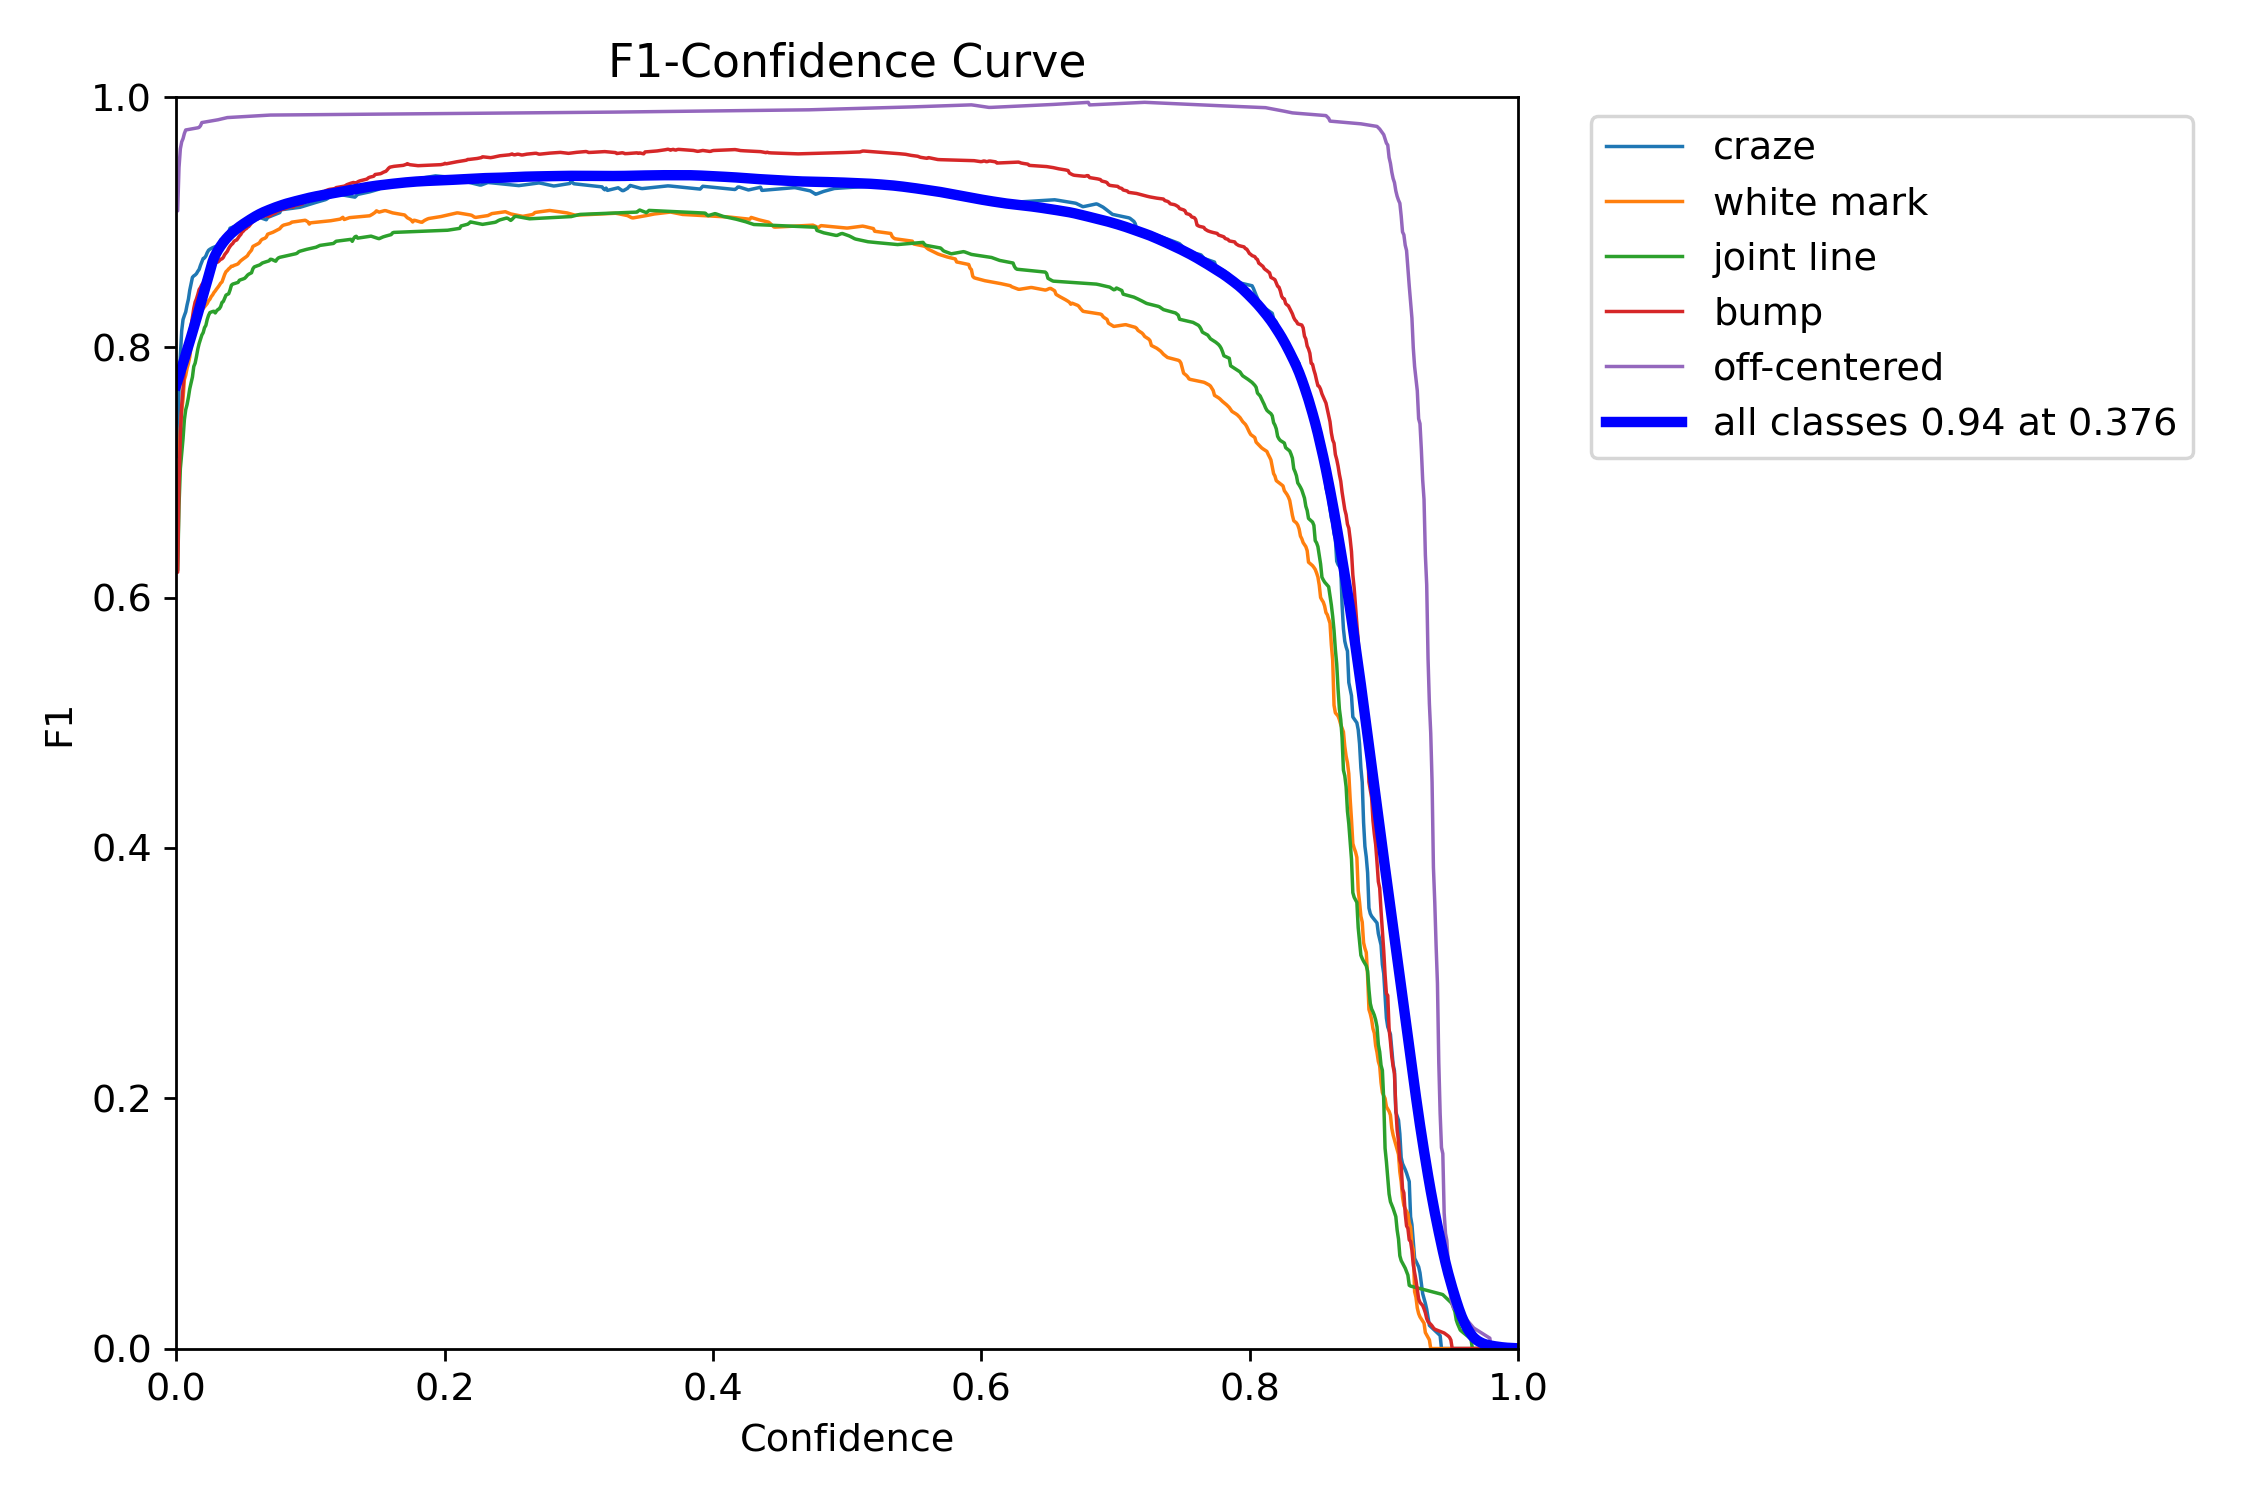 F1-Confidence Curve
1.0
0.8
0.6
0.4
0.2
0.0
F1
0.0 0.2 0.4 0.6 0.8 1.0
Confidence
craze
white mark
joint line
bump
off-centered
all classes 0.94 at 0.376